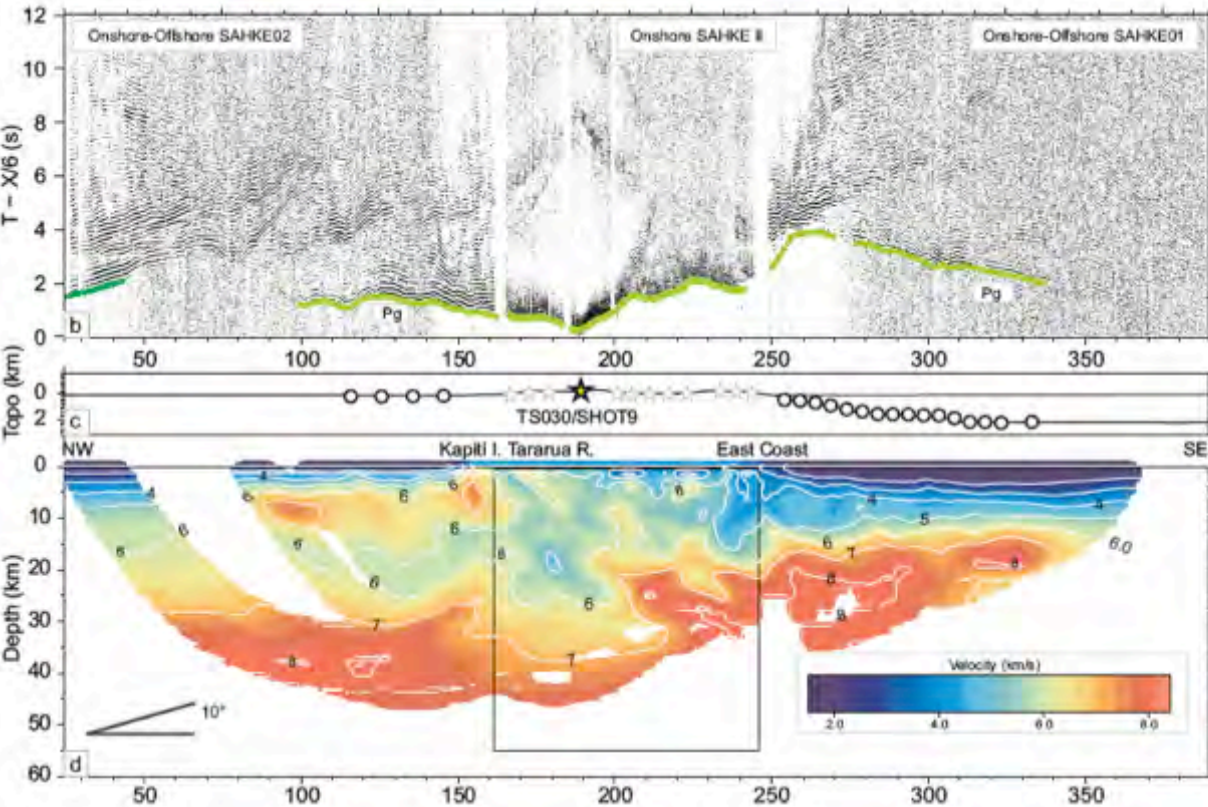 12
10
8
6
4
2
0
T – X/6 (s)
Onshore-Offshore SAHKE02
Onshore SAHKE II
Onshore-Offshore SAHKE01
Pg
Pg
b
50 100 150 200 250 300 350
Topo (km)
0
2
c
TS030/SHOT9
NW Kapiti I. Tararua R. East Coast SE
0
10
20
30
40
50
60
Depth (km)
4 4 6 6 6 4 4
6 6 6 6 6 5
6 6 8 6 7 6.0
6 6 8 8
7 7 8
8
10°
Velocity (km/s)
2.0 4.0 6.0 8.0
d
50 100 150 200 250 300 350